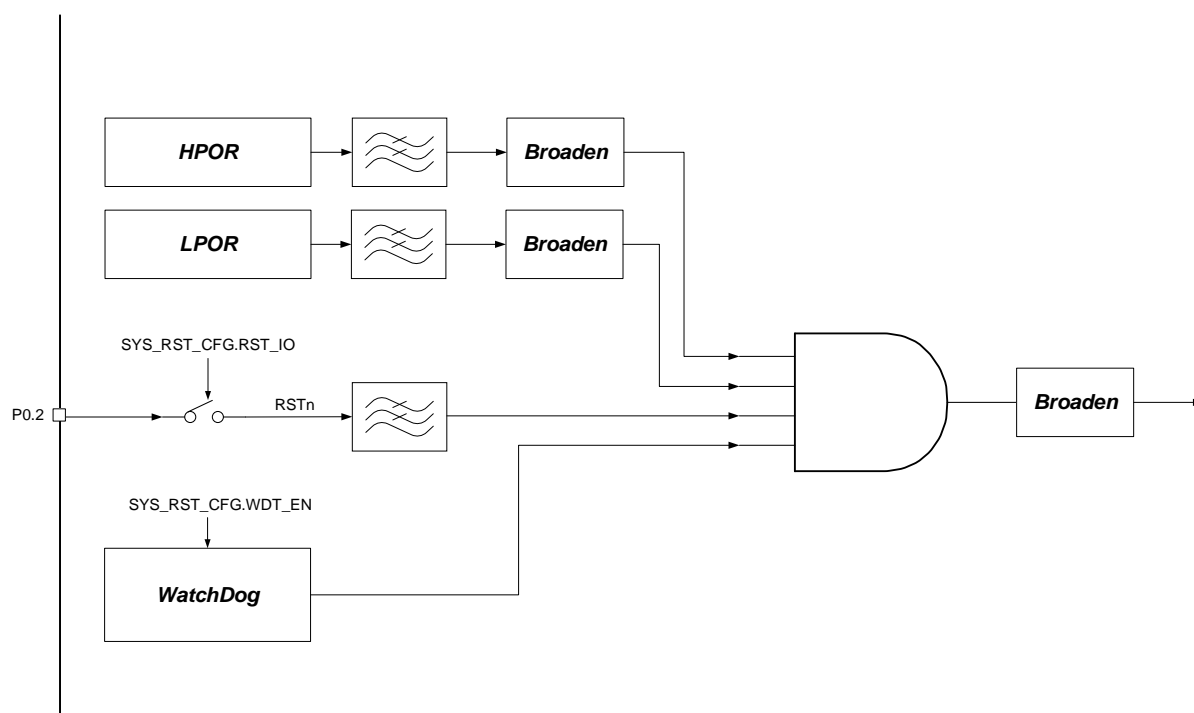 HPOR
Broaden
LPOR
Broaden
SYS_RST_CFG.RST_IO
P0.2
RSTn
Broaden
SYS_RST_CFG.WDT_EN
WatchDog